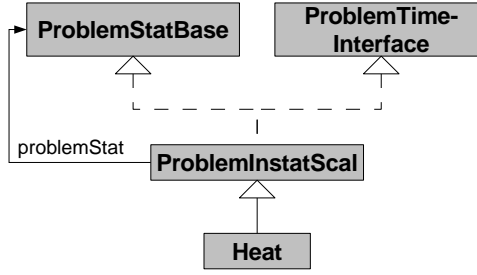 ProblemStatBase
ProblemTime-
Interface
problemStat
ProblemInstatScal
Heat